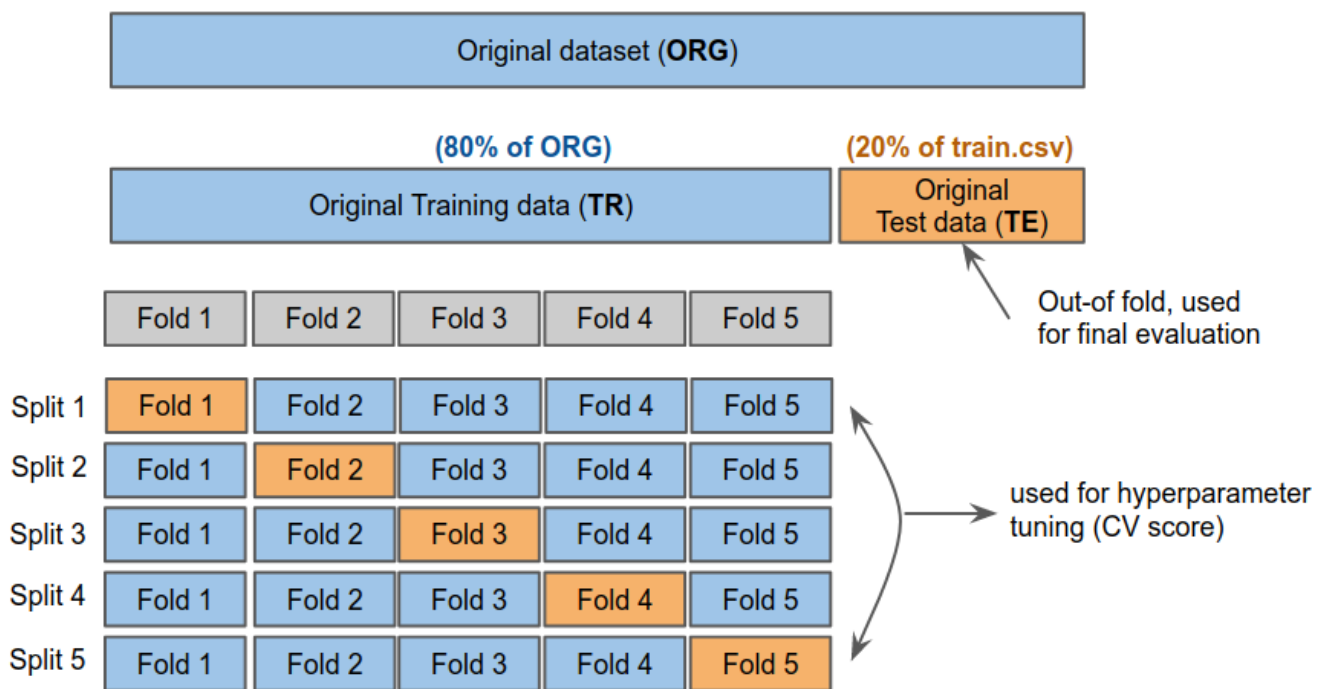 Original dataset (ORG)
(80% of ORG)
(20% of train.csv)
Original Training data (TR)
Original
Test data (TE)
Out-of fold, used
for final evaluation
Fold 1
Fold 2
Fold 3
Fold 4
Fold 5
Split 1
Fold 1
Fold 2
Fold 3
Fold 4
Fold 5
Split 2
Fold 1
Fold 2
Fold 3
Fold 4
Fold 5
Split 3
Fold 1
Fold 2
Fold 3
Fold 4
Fold 5
Split 4
Fold 1
Fold 2
Fold 3
Fold 4
Fold 5
Split 5
Fold 1
Fold 2
Fold 3
Fold 4
Fold 5
used for hyperparameter
tuning (CV score)